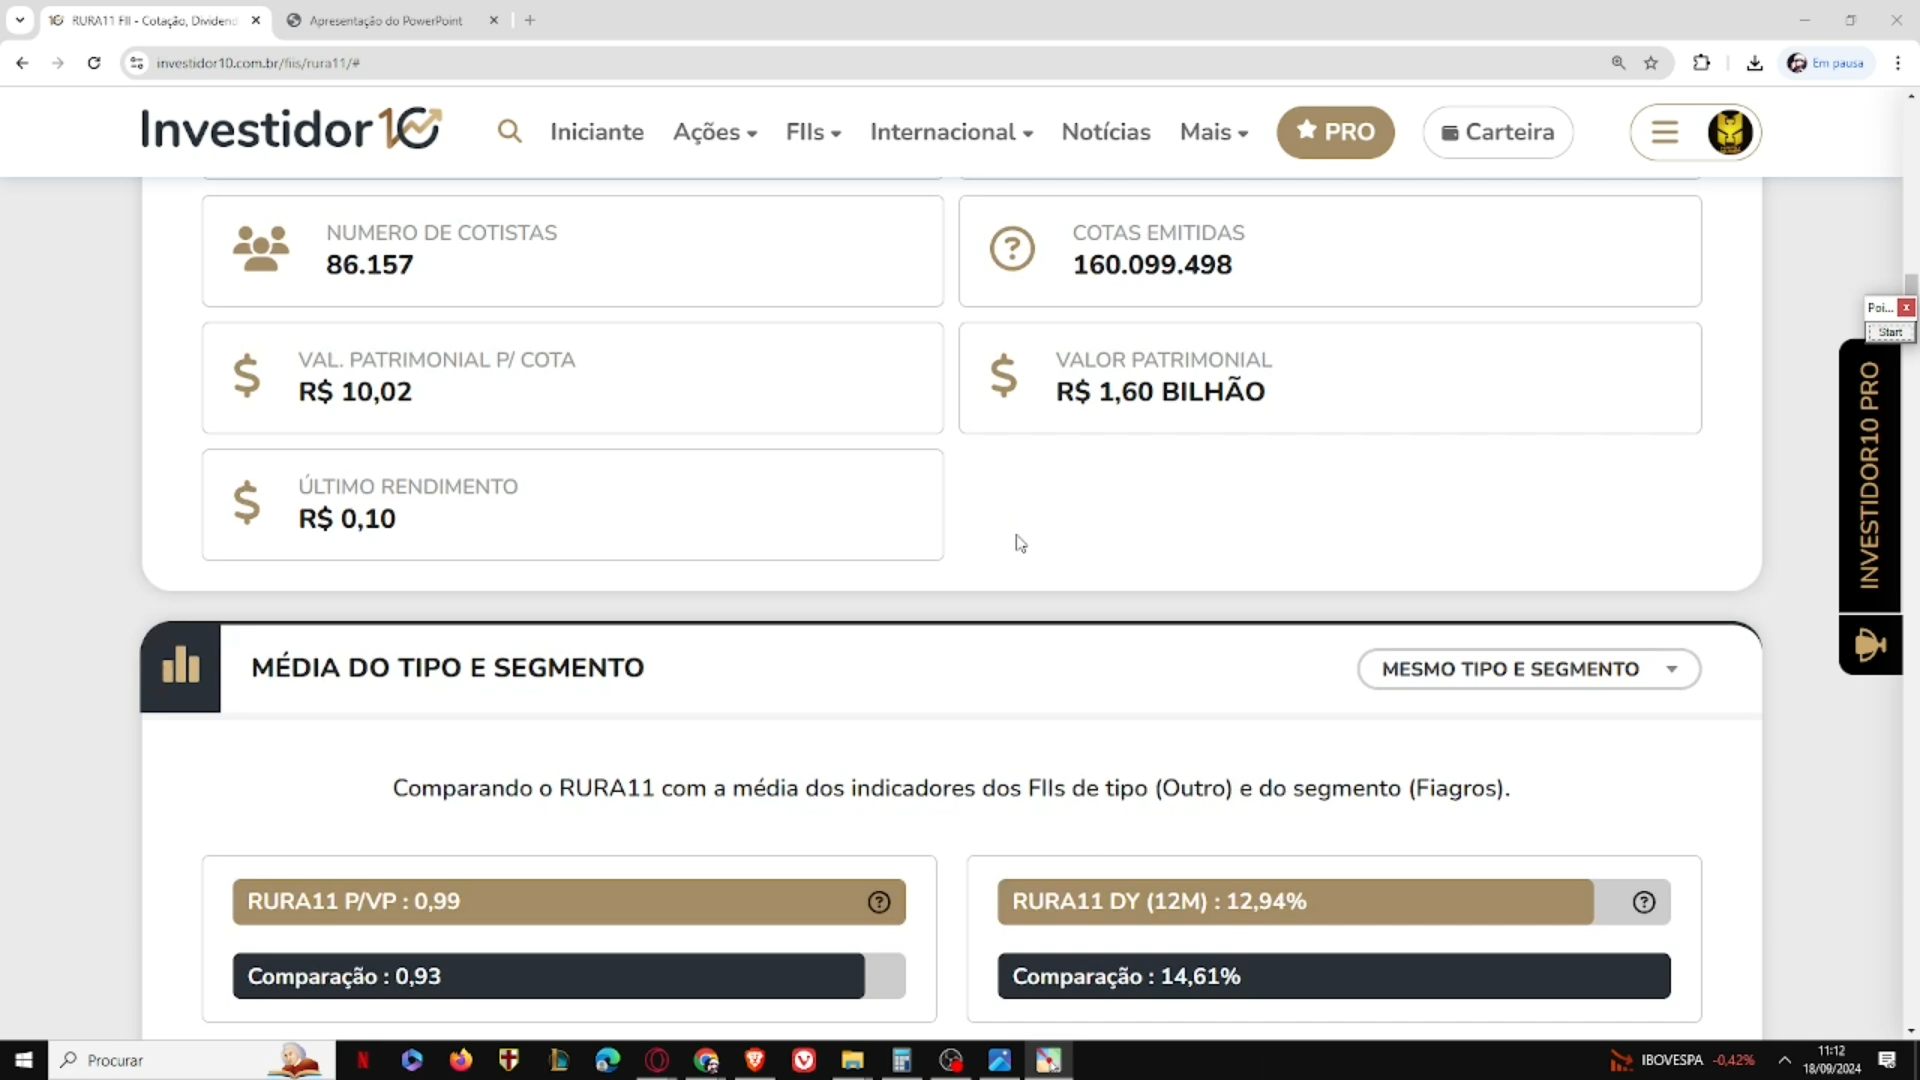 RURA11 FII - Cotação, Dividend
Apresentação do PowerPoint
investidor10.com.br/fiis/rura11/#
Em pausa
Investidor10
Iniciante
Ações
FIIs
Internacional
Notícias
Mais
PRO
Carteira
NUMERO DE COTISTAS
86.157
COTAS EMITIDAS
160.099.498
Poi...
Start
VAL. PATRIMONIAL P/ COTA
R$ 10,02
VALOR PATRIMONIAL
R$ 1,60 BILHÃO
INVESTIDOR10 PRO
ÚLTIMO RENDIMENTO
R$ 0,10
MÉDIA DO TIPO E SEGMENTO
MESMO TIPO E SEGMENTO
Comparando o RURA11 com a média dos indicadores dos FIIs de tipo (Outro) e do segmento (Fiagros).
RURA11 P/VP : 0,99
Comparação : 0,93
RURA11 DY (12M) : 12,94%
Comparação : 14,61%
Procurar
IBOVESPA -0,42%
11:12
18/09/2024